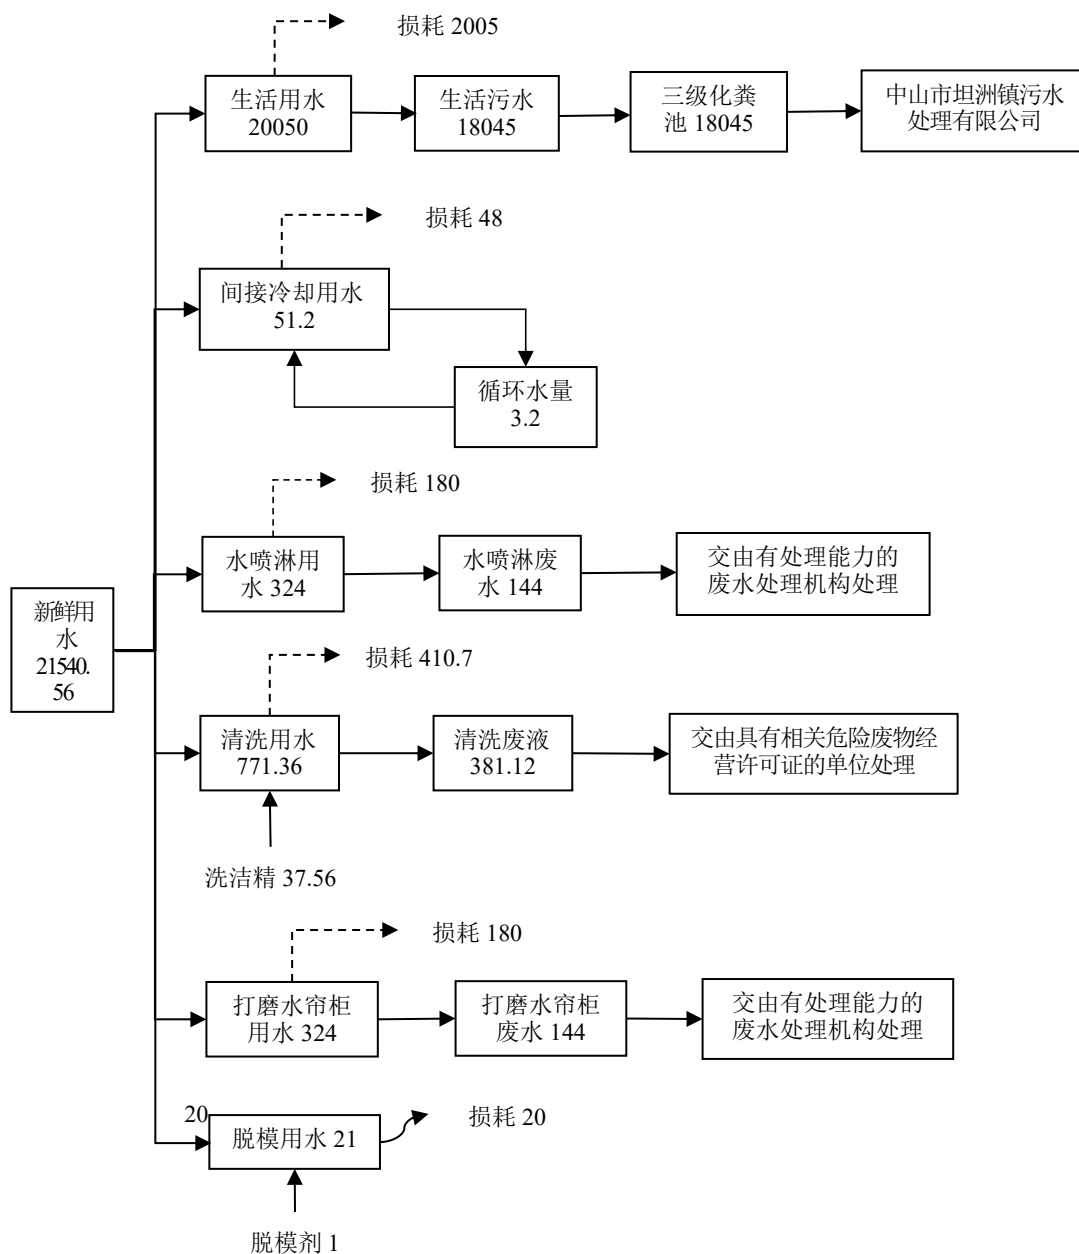 损耗 2005
生活用水
20050
生活污水
18045
三级化粪
池 18045
中山市坦洲镇污水
处理有限公司
损耗 48
间接冷却用水
51.2
循环水量
3.2
损耗 180
水喷淋用
水 324
水喷淋废
水 144
交由有处理能力的
废水处理机构处理
新鲜用
水
21540.
56
损耗 410.7
清洗用水
771.36
清洗废液
381.12
交由具有相关危险废物经
营许可证的单位处理
洗洁精 37.56
损耗 180
打磨水帘柜
用水 324
打磨水帘柜
废水 144
交由有处理能力的
废水处理机构处理
20
脱模用水 21
损耗 20
脱模剂 1